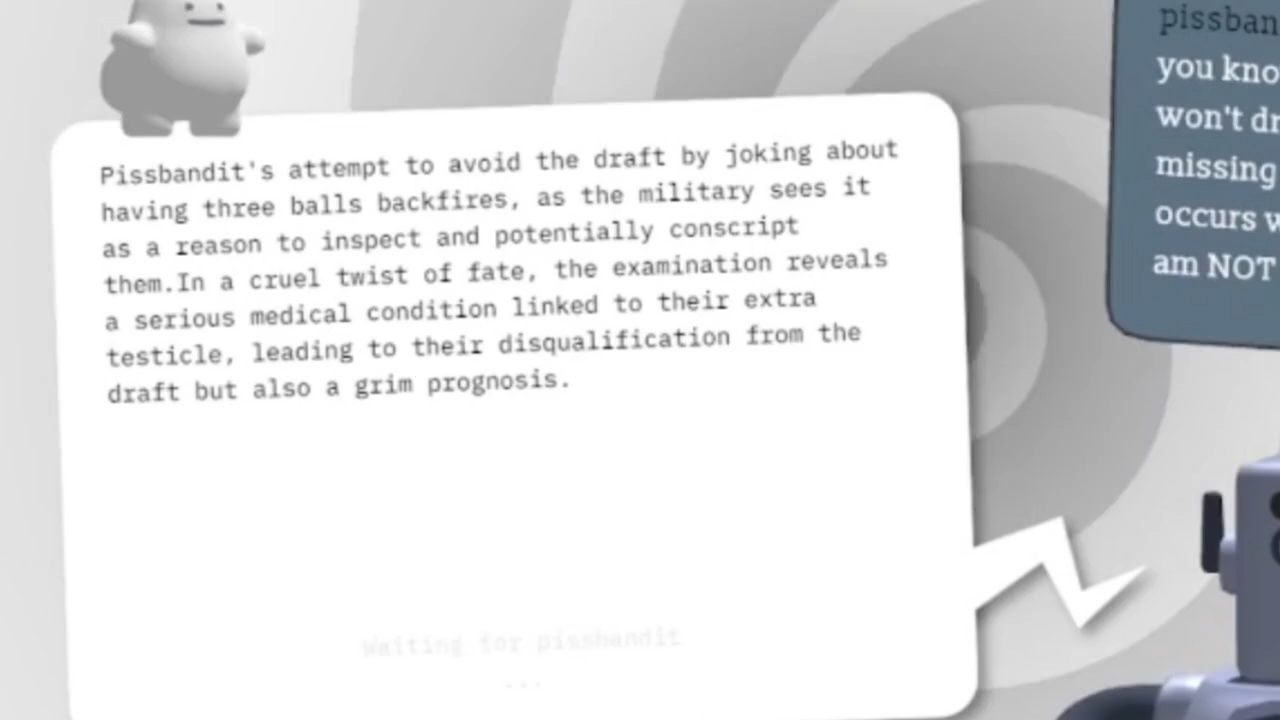 Pissbandit's attempt to avoid the draft by joking about
having three balls backfires, as the military sees it
as a reason to inspect and potentially conscript
them.In a cruel twist of fate, the examination reveals
a serious medical condition linked to their extra
testicle, leading to their disqualification from the
draft but also a grim prognosis.
Waiting for pissbandit
...
pissban
you kno
won't dr
missing
occurs w
am NOT